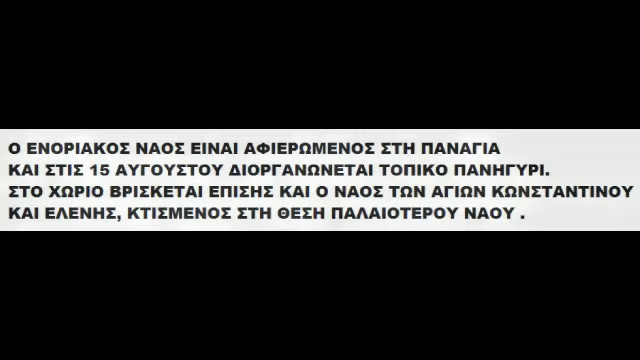 Ο ΕΝΟΡΙΑΚΟΣ ΝΑΟΣ ΕΙΝΑΙ ΑΦΙΕΡΩΜΕΝΟΣ ΣΤΗ ΠΑΝΑΓΙΑ
ΚΑΙ ΣΤΙΣ 15 ΑΥΓΟΥΣΤΟΥ ΔΙΟΡΓΑΝΩΝΕΤΑΙ ΤΟΠΙΚΟ ΠΑΝΗΓΥΡΙ.
ΣΤΟ ΧΩΡΙΟ ΒΡΙΣΚΕΤΑΙ ΕΠΙΣΗΣ ΚΑΙ Ο ΝΑΟΣ ΤΩΝ ΑΓΙΩΝ ΚΩΝΣΤΑΝΤΙΝΟΥ
ΚΑΙ ΕΛΕΝΗΣ, ΚΤΙΣΜΕΝΟΣ ΣΤΗ ΘΕΣΗ ΠΑΛΑΙΟΤΕΡΟΥ ΝΑΟΥ .